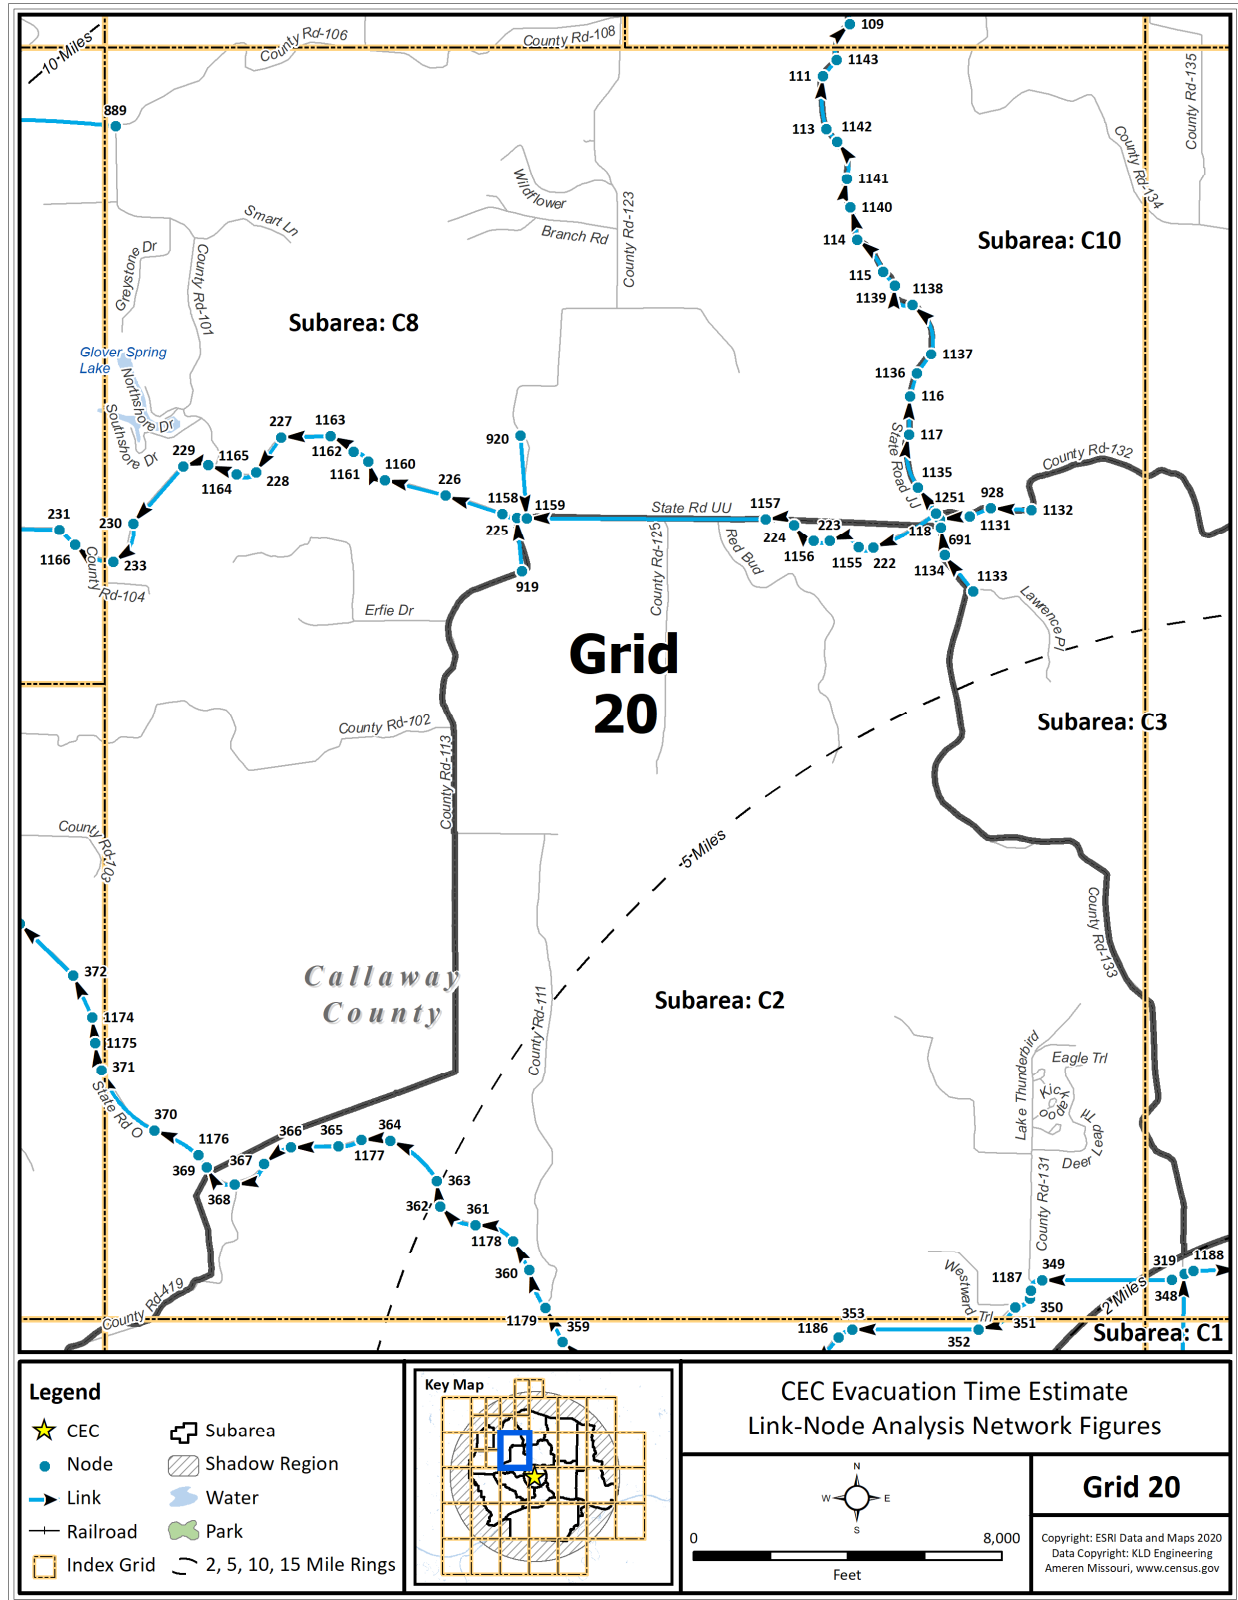 County Rd-106
County Rd-108
109
10 Miles
1143
111
County Rd-135
889
113
1142
County Rd-134
1141
Wildflower
1140
Smart Ln
Branch Rd
County Rd-123
114
Subarea: C10
Greystone Dr
County Rd-101
115
1139
1138
Subarea: C8
Glover Spring
Lake
1137
Northshore Dr
1136
116
Southshore Dr
227
1163
920
117
State Road JJ
229
1165
1162
1161
1160
County Rd-132
1164
228
226
1135
1158
1159
State Rd UU
1157
1251
928
1132
231
230
225
223
118
1131
224
691
1166
233
1156
1155
222
1134
County Rd-104
919
County Rd-125
Red Bud
1133
Erfie Dr
Lawrence Pl
Grid
20
County Rd-102
Subarea: C3
County Rd-113
County Rd-103
5 Miles
County Rd-133
372
Callaway
County
Subarea: C2
1174
County Rd-111
1175
371
Lake Thunderbird
Eagle Trl
State Rd O
Kickapoo Trl
370
1176
366
365
364
1177
Deer Lead
369
367
368
363
County Rd-131
362
361
1178
360
Westward Trl
349
319
1188
1187
348
County Rd-419
350
2 Miles
1179
359
1186
353
351
352
Subarea: C1
Legend
CEC
Subarea
Node
Shadow Region
Link
Water
Railroad
Park
Index Grid
2, 5, 10, 15 Mile Rings
Key Map
CEC Evacuation Time Estimate
Link-Node Analysis Network Figures
N
W
E
S
0
8,000
Feet
Grid 20
Copyright: ESRI Data and Maps 2020
Data Copyright: KLD Engineering
Ameren Missouri, www.census.gov